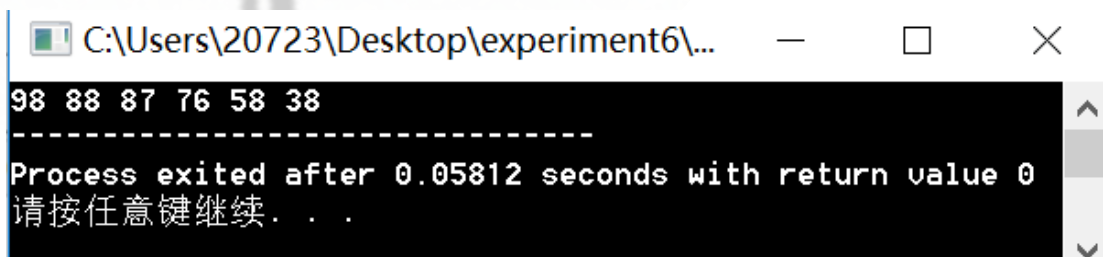 C:\Users\20723\Desktop\experiment6\...
98 88 87 76 58 38
--------------------------------
Process exited after 0.05812 seconds with return value 0
请按任意键继续. . .